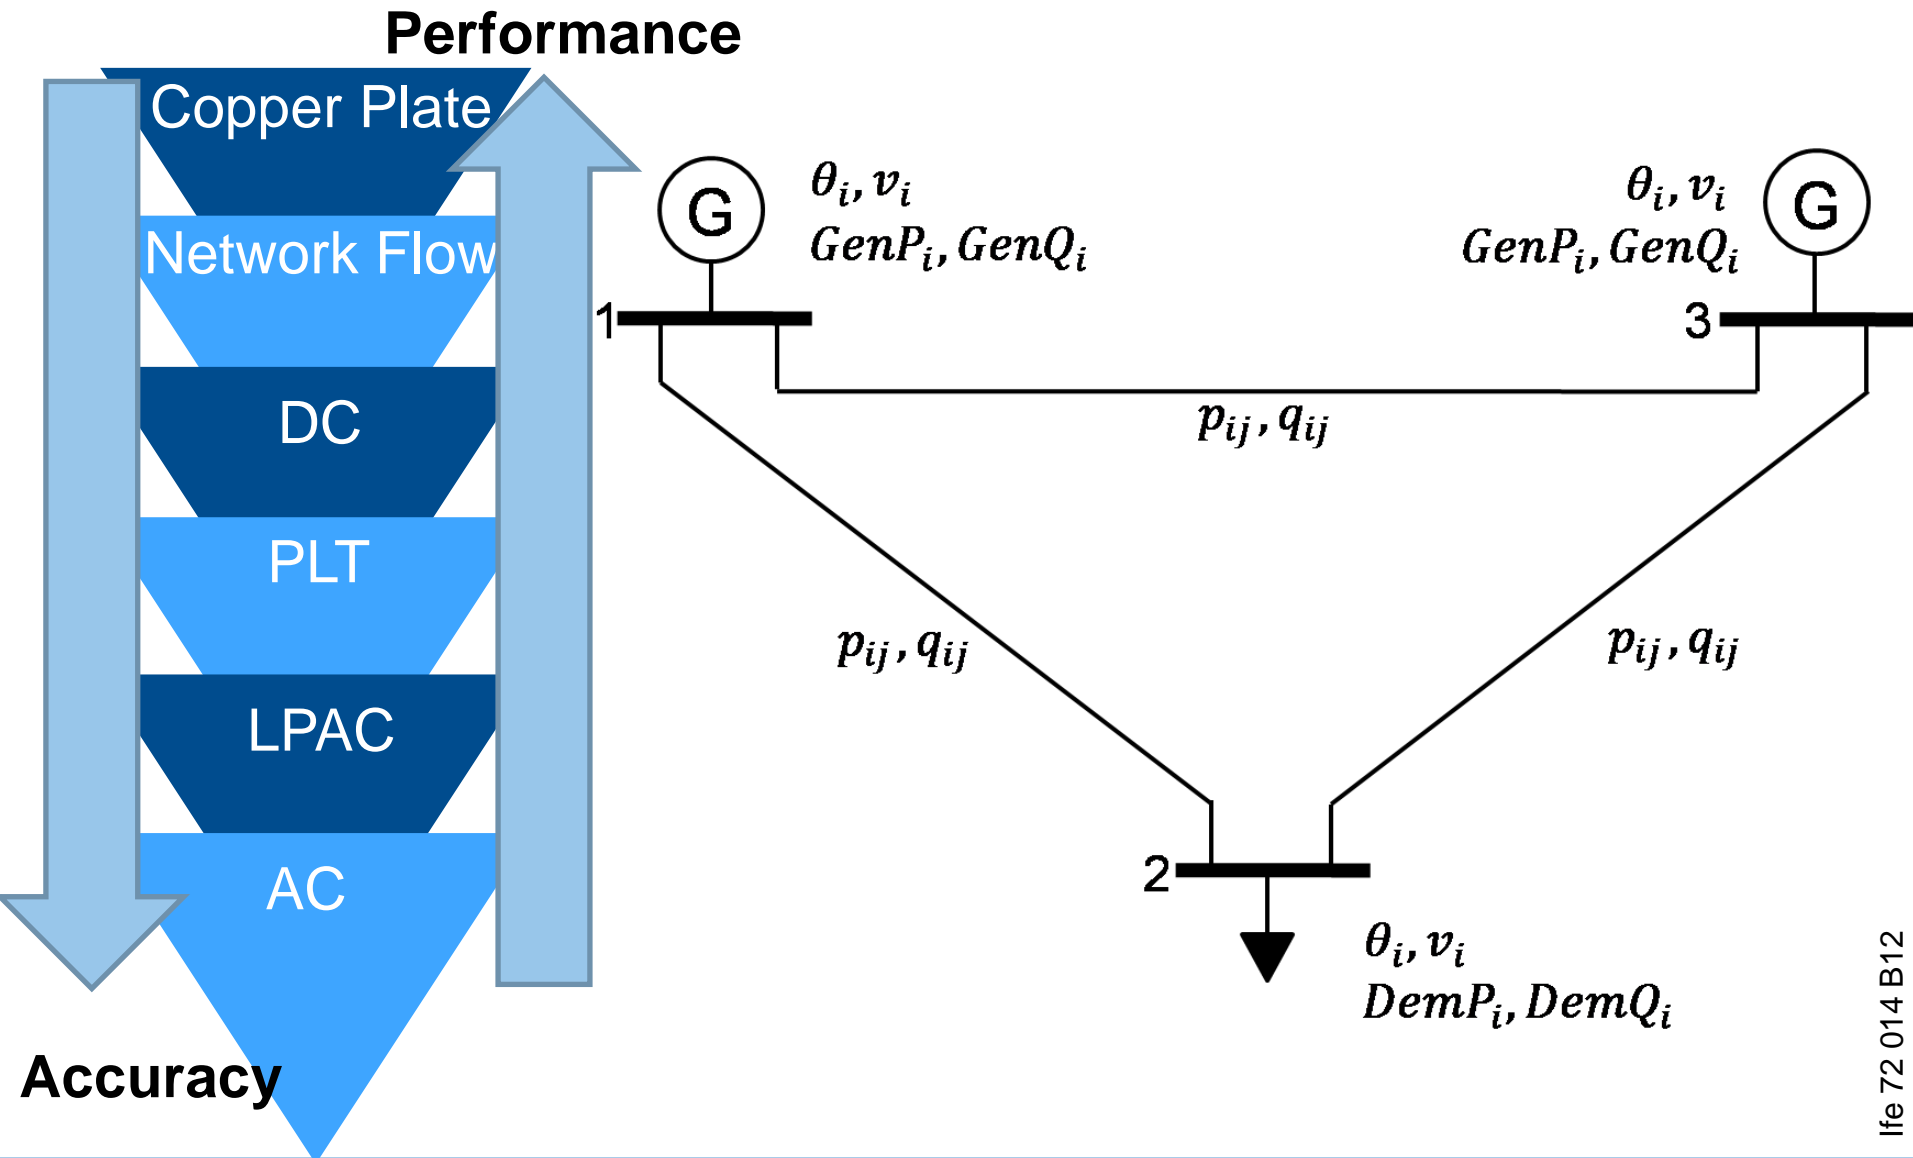 Performance
Copper Plate
Network Flow
DC
PLT
LPAC
AC
Accuracy
G
θᵢ, vᵢ
GenPᵢ, GenQᵢ
1
θᵢ, vᵢ
GenPᵢ, GenQᵢ
G
3
pᵢⱼ, qᵢⱼ
pᵢⱼ, qᵢⱼ
pᵢⱼ, qᵢⱼ
2
θᵢ, vᵢ
DemPᵢ, DemQᵢ
Ife 72 014 B12